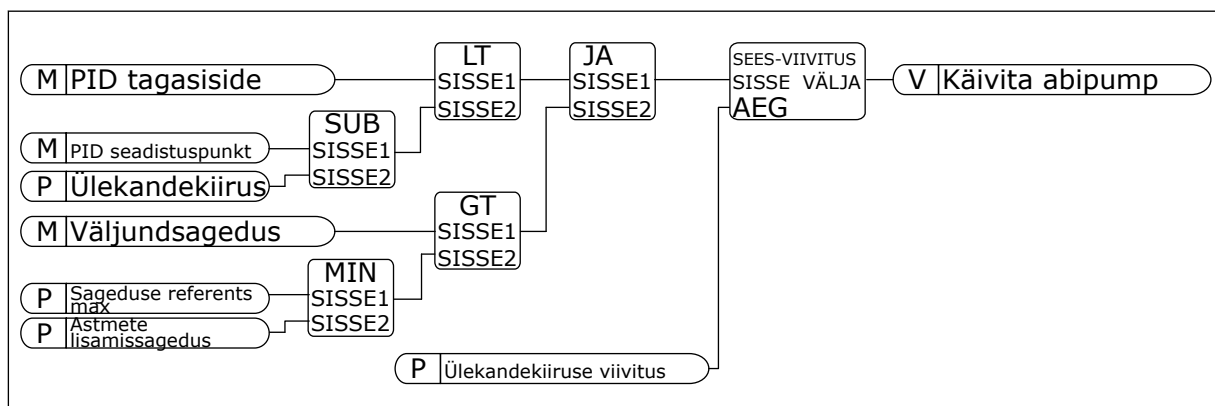 LT
JA
SEES-VIIVITUS
M PID tagasiside
SISSE1
SISSE1
SISSE VÄLJA
V Käivita abipump
SISSE2
SISSE2
AEG
SUB
M PID seadistuspunkt
SISSE1
P Ülekandekiirus
SISSE2
GT
M Väljundsagedus
SISSE1
SISSE2
MIN
P Sageduse referents
max
SISSE1
P Astmete
lisamissagedus
SISSE2
P Ülekandekiiruse viivitus